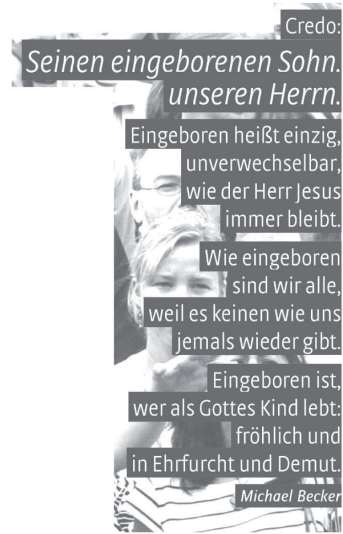 Credo:
Seinen eingeborenen Sohn.
unseren Herrn.
Eingeboren heißt einzig,
unverwechselbar,
wie der Herr Jesus
immer bleibt.
Wie eingeboren
sind wir alle,
weil es keinen wie uns
jemals wieder gibt.
Eingeboren ist,
wer als Gottes Kind lebt:
fröhlich und
in Ehrfurcht und Demut.
Michael Becker